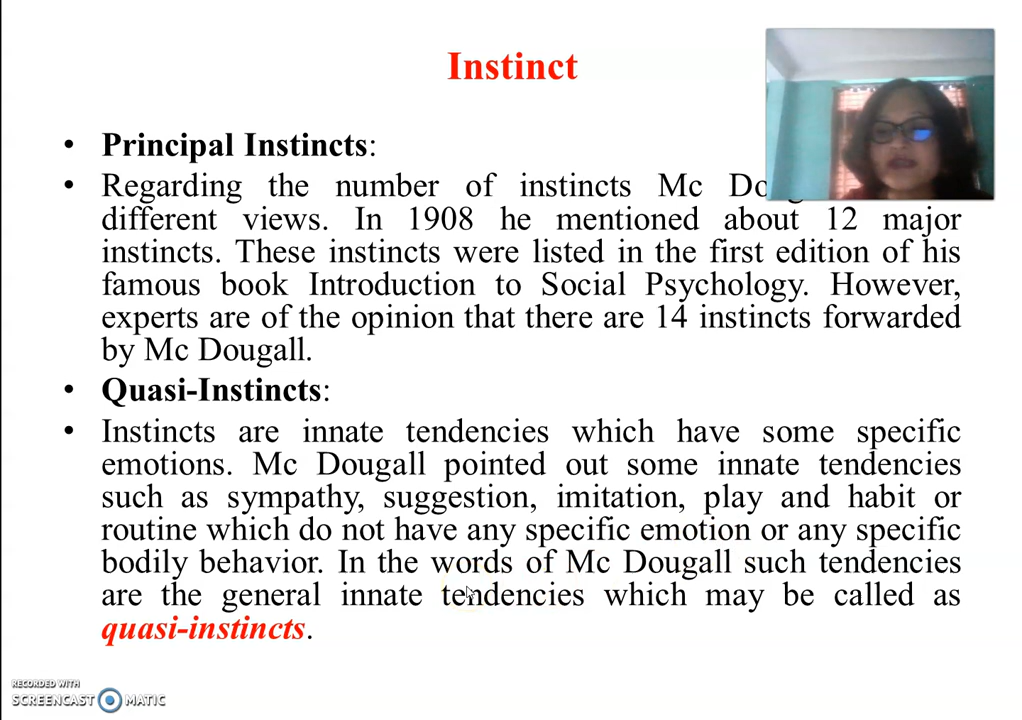 Instinct
• Principal Instincts:
• Regarding the number of instincts Mc
different views. In 1908 he mentioned about 12 major
instincts. These instincts were listed in the first edition of his
famous book Introduction to Social Psychology. However,
experts are of the opinion that there are 14 instincts forwarded
by Mc Dougall.
• Quasi-Instincts:
• Instincts are innate tendencies which have some specific
emotions. Mc Dougall pointed out some innate tendencies
such as sympathy, suggestion, imitation, play and habit or
routine which do not have any specific emotion or any specific
bodily behavior. In the words of Mc Dougall such tendencies
are the general innate tendencies which may be called as
quasi-instincts.
RECORDED WITH
SCREENCAST MATIC